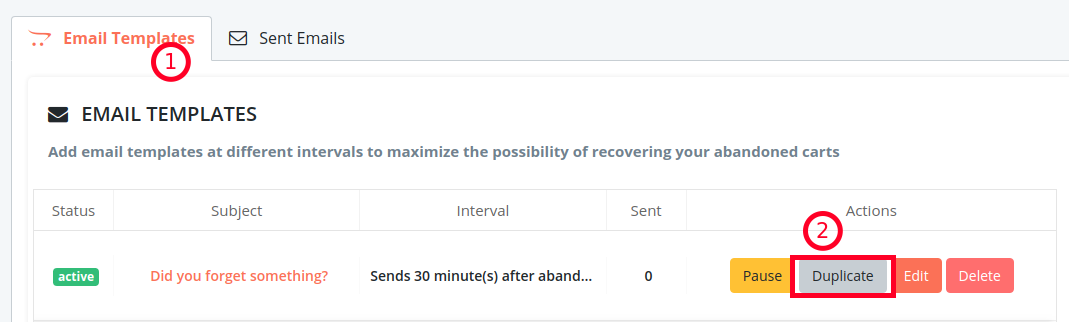 Email Templates Sent Emails
1
EMAIL TEMPLATES
Add email templates at different intervals to maximize the possibility of recovering your abandoned carts
Status Subject Interval Sent Actions
2
active Did you forget something? Sends 30 minute(s) after aband... 0 Pause Duplicate Edit Delete